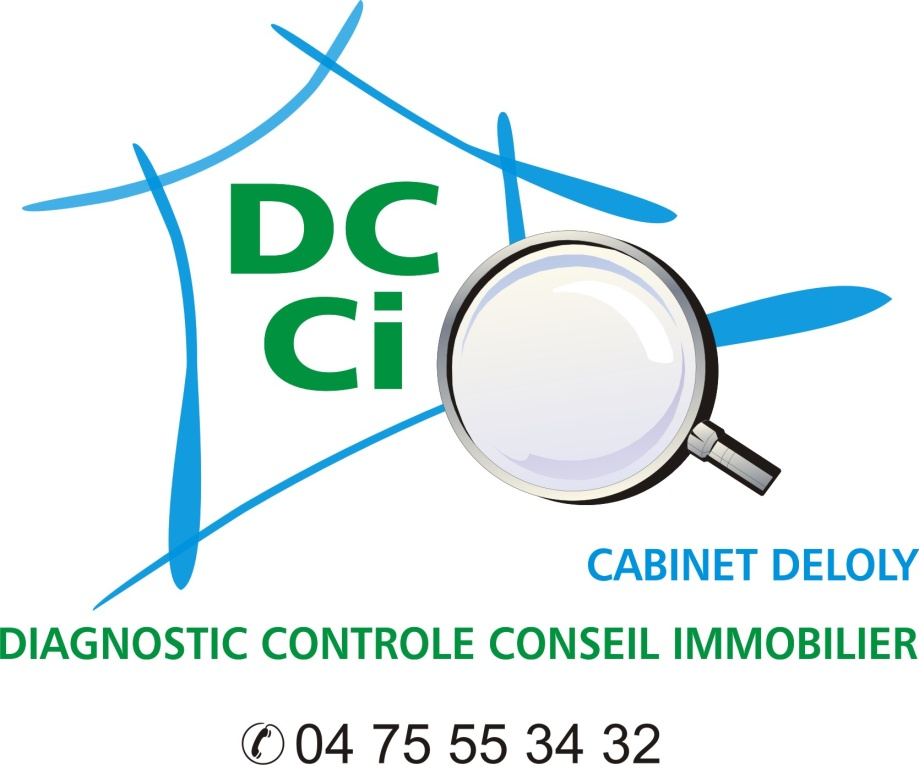 DC
Ci
CABINET DELOLY
DIAGNOSTIC CONTROLE CONSEIL IMMOBILIER
✆ 04 75 55 34 32